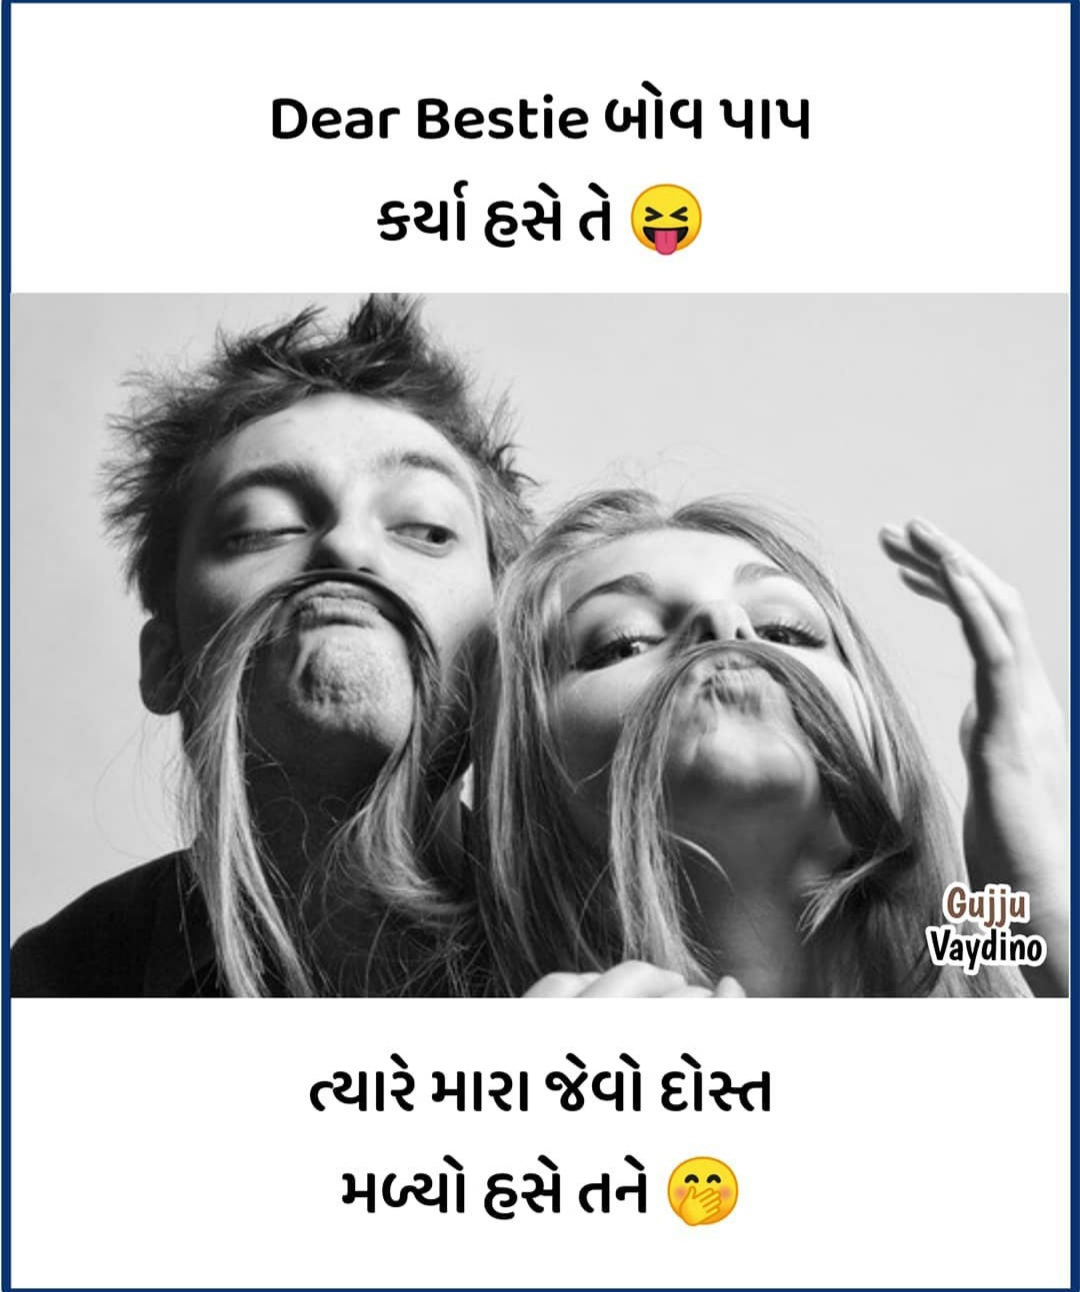 Dear Bestie બોવ પાપ
કર્યા હસે તે 😝
Gujju
Vaydino
ત્યારે મારા જેવો દોસ્ત
મળ્યો હસે તને 🤭